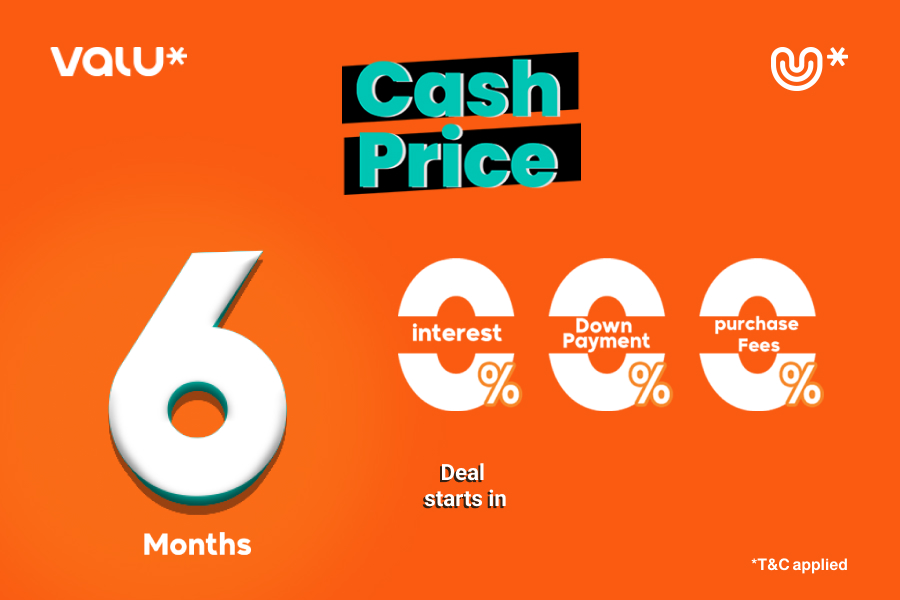 valu*
Cash
Price
6
Months
0%
interest
0%
Down
Payment
0%
purchase
Fees
Deal
starts in
*T&C applied